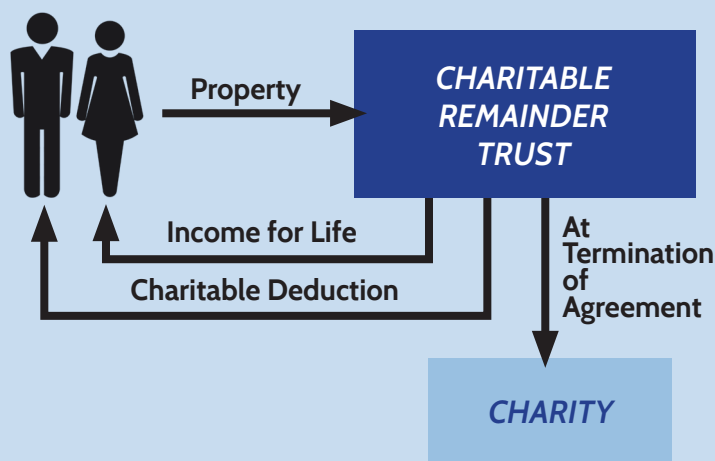 Property
CHARITABLE
REMAINDER
TRUST
Income for Life
Charitable Deduction
At
Termination
of
Agreement
CHARITY